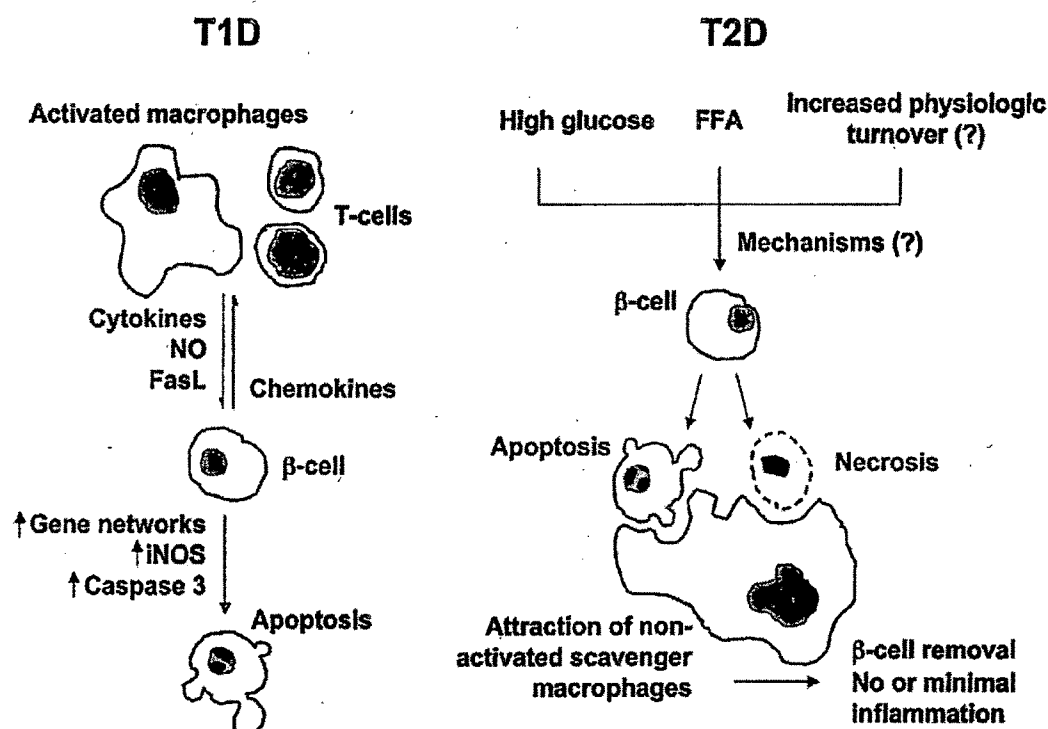 T1D
Activated macrophages
T-cells
Cytokines
NO
FasL
Chemokines
β-cell
↑Gene networks
↑iNOS
↑Caspase 3
Apoptosis
T2D
High glucose
FFA
Increased physiologic
turnover (?)
Mechanisms (?)
β-cell
Apoptosis
Necrosis
Attraction of non-
activated scavenger
macrophages
β-cell removal
No or minimal
inflammation